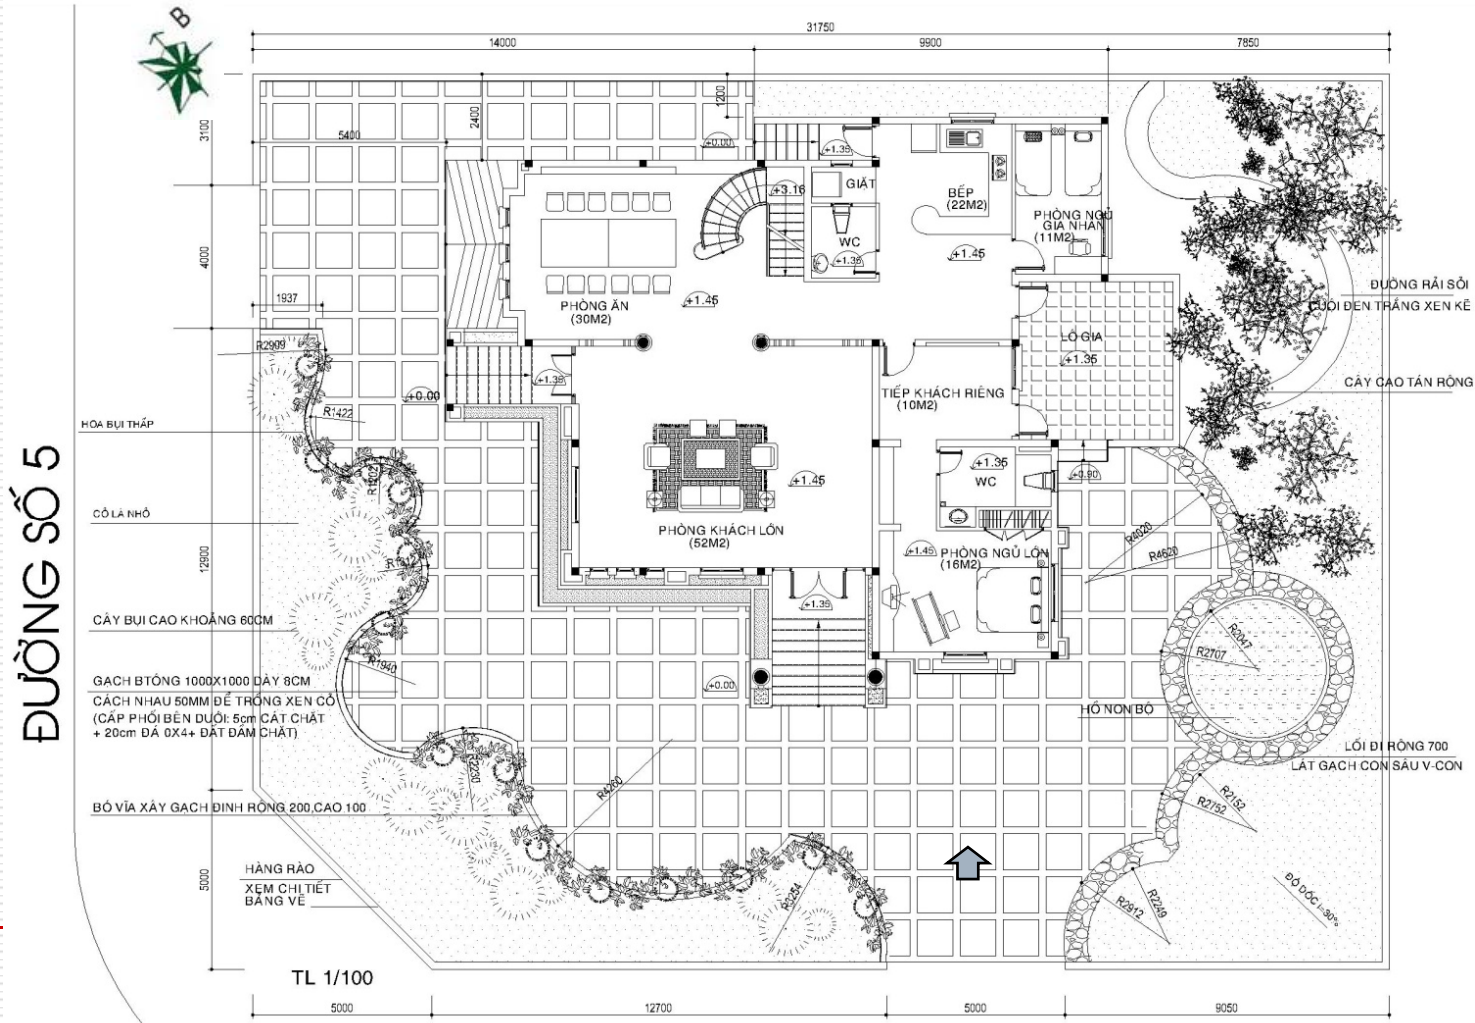 B
31750
14000
9900
7850
3100
5400
2400
1200
+0.00
+1.35
+3.16
GIẶT
BẾP
(22M2)
PHÒNG NGỦ
GIA NHÂN
(11M2)
WC
+1.35
+1.45
4000
1937
PHÒNG ĂN
(30M2)
+1.45
ĐƯỜNG RẢI SỎI
CUỘI ĐEN TRẮNG XEN KẼ
LÔ GIA
+1.35
R2909
+1.35
+0.00
TIẾP KHÁCH RIÊNG
(10M2)
CÂY CAO TÁN RỘNG
R1422
HOA BỤI THẤP
R1202
+1.35
WC
+0.90
+1.45
ĐƯỜNG SỐ 5
CỎ LÁ NHỎ
PHÒNG KHÁCH LỚN
(52M2)
R4020
R4620
+1.45
PHÒNG NGỦ LỚN
(16M2)
12900
+1.35
CÂY BỤI CAO KHOẢNG 60CM
R2047
R2707
R1940
GẠCH BTÔNG 1000X1000 DÀY 8CM
CÁCH NHAU 50MM ĐỂ TRỒNG XEN CỎ
(CẤP PHỐI BÊN DƯỚI: 5cm CÁT CHẶT
+ 20cm ĐÁ 0X4+ ĐẤT ĐẦM CHẶT)
+0.00
HỒ NON BỘ
LỐI ĐI RỘNG 700
LÁT GẠCH CON SÂU V-CON
R2230
R4260
R2152
R2752
BÓ VỈA XÂY GẠCH ĐINH RỘNG 200,CAO 100
HÀNG RÀO
XEM CHI TIẾT
BẢNG VẼ
5000
R3254
R2249
R2912
ĐỘ DỐC i=30%
TL 1/100
5000
12700
5000
9050